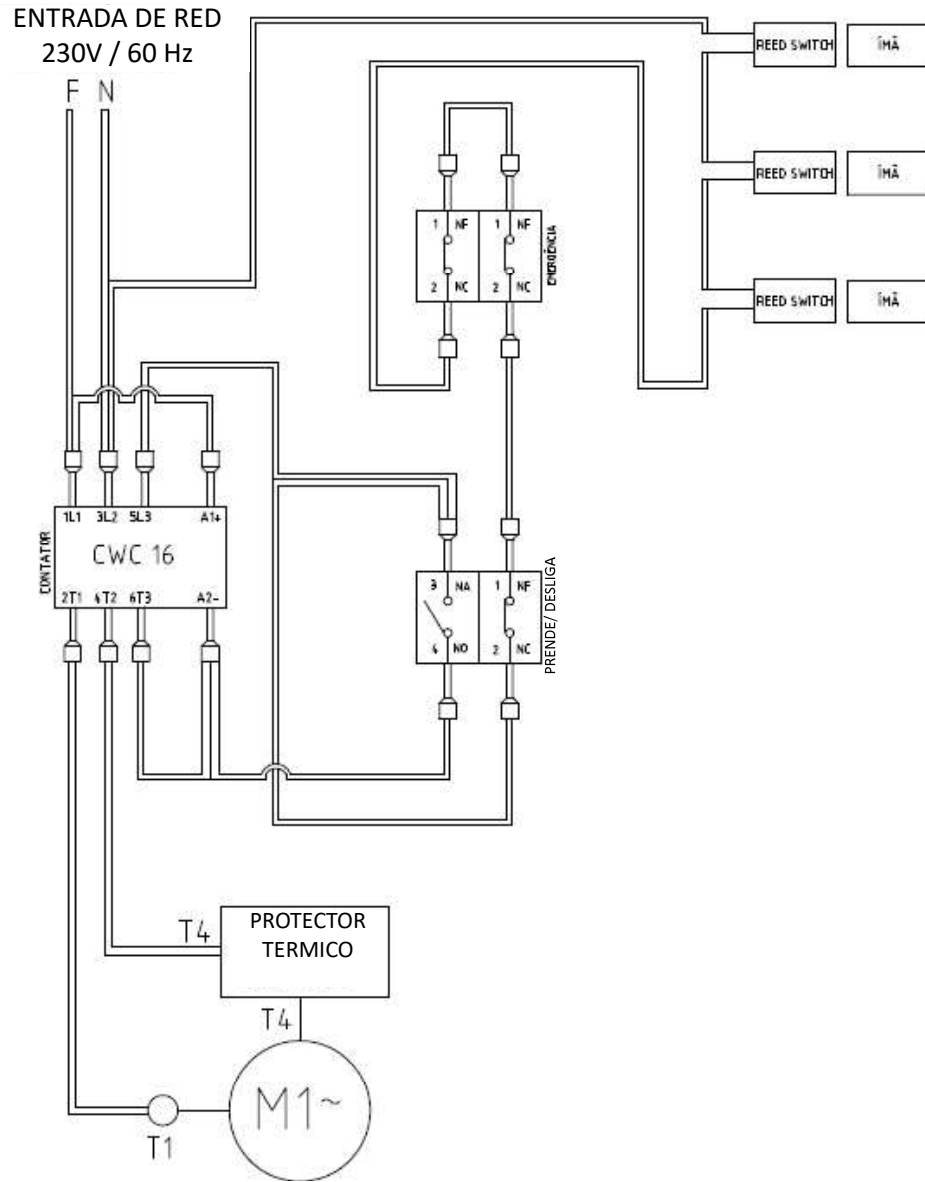 ENTRADA DE RED
230V / 60 Hz
F N
REED SWITCH ÍMÃ
REED SWITCH ÍMÃ
REED SWITCH ÍMÃ
1 NF 1 NF
2 NC 2 NC
EMERGÊNCIA
1L1 3L2 5L3 A1+
CWC 16
2T1 4T2 6T3 A2-
CONTATOR
3 NA 1 NF
4 NO 2 NC
PRENDE/ DESLIGA
T4
PROTECTOR
TERMICO
T4
M1~
T1